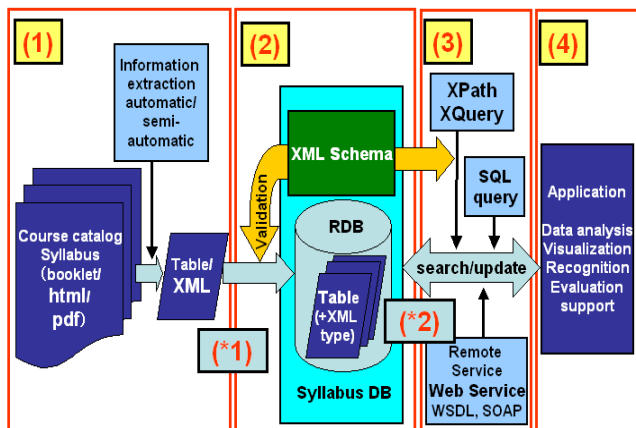 (1)
Information
extraction
automatic/
semi-
automatic
Course catalog
Syllabus
(booklet/
html/
pdf)
Table/
XML
(*1)
(2)
XML Schema
Validation
RDB
Table
(+XML
type)
Syllabus DB
(*2)
(3)
XPath
XQuery
SQL
query
search/update
Remote
Service
Web Service
WSDL, SOAP
(4)
Application
Data analysis
Visualization
Recognition
Evaluation
support